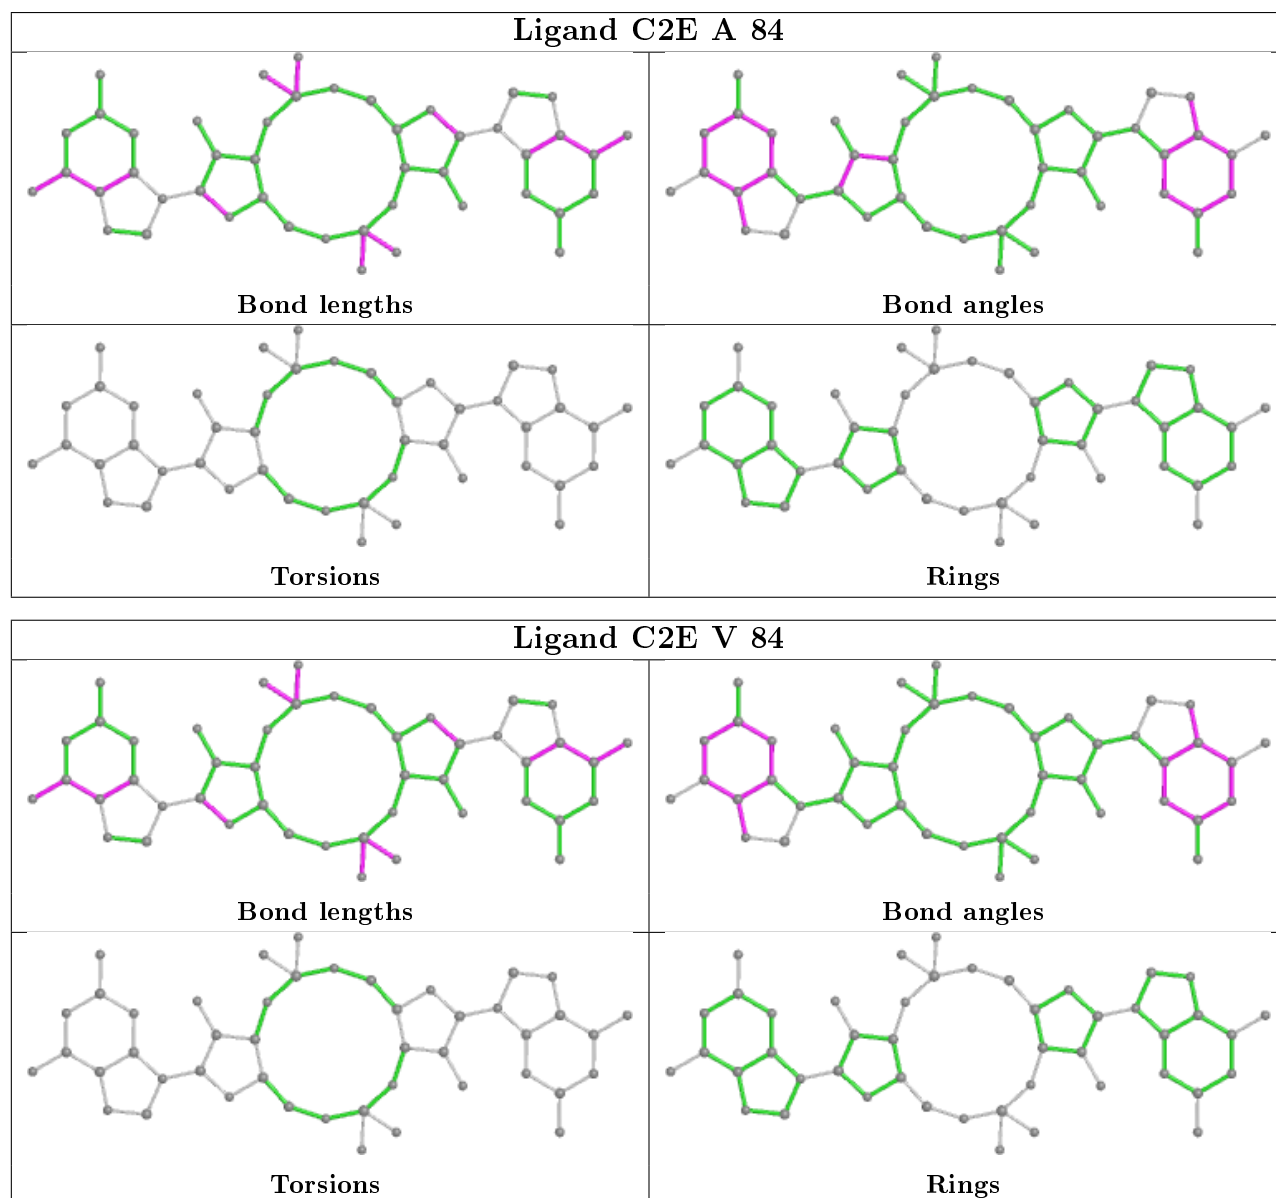 Ligand C2E A 84
Bond lengths
Bond angles
Torsions
Rings
Ligand C2E V 84
Bond lengths
Bond angles
Torsions
Rings